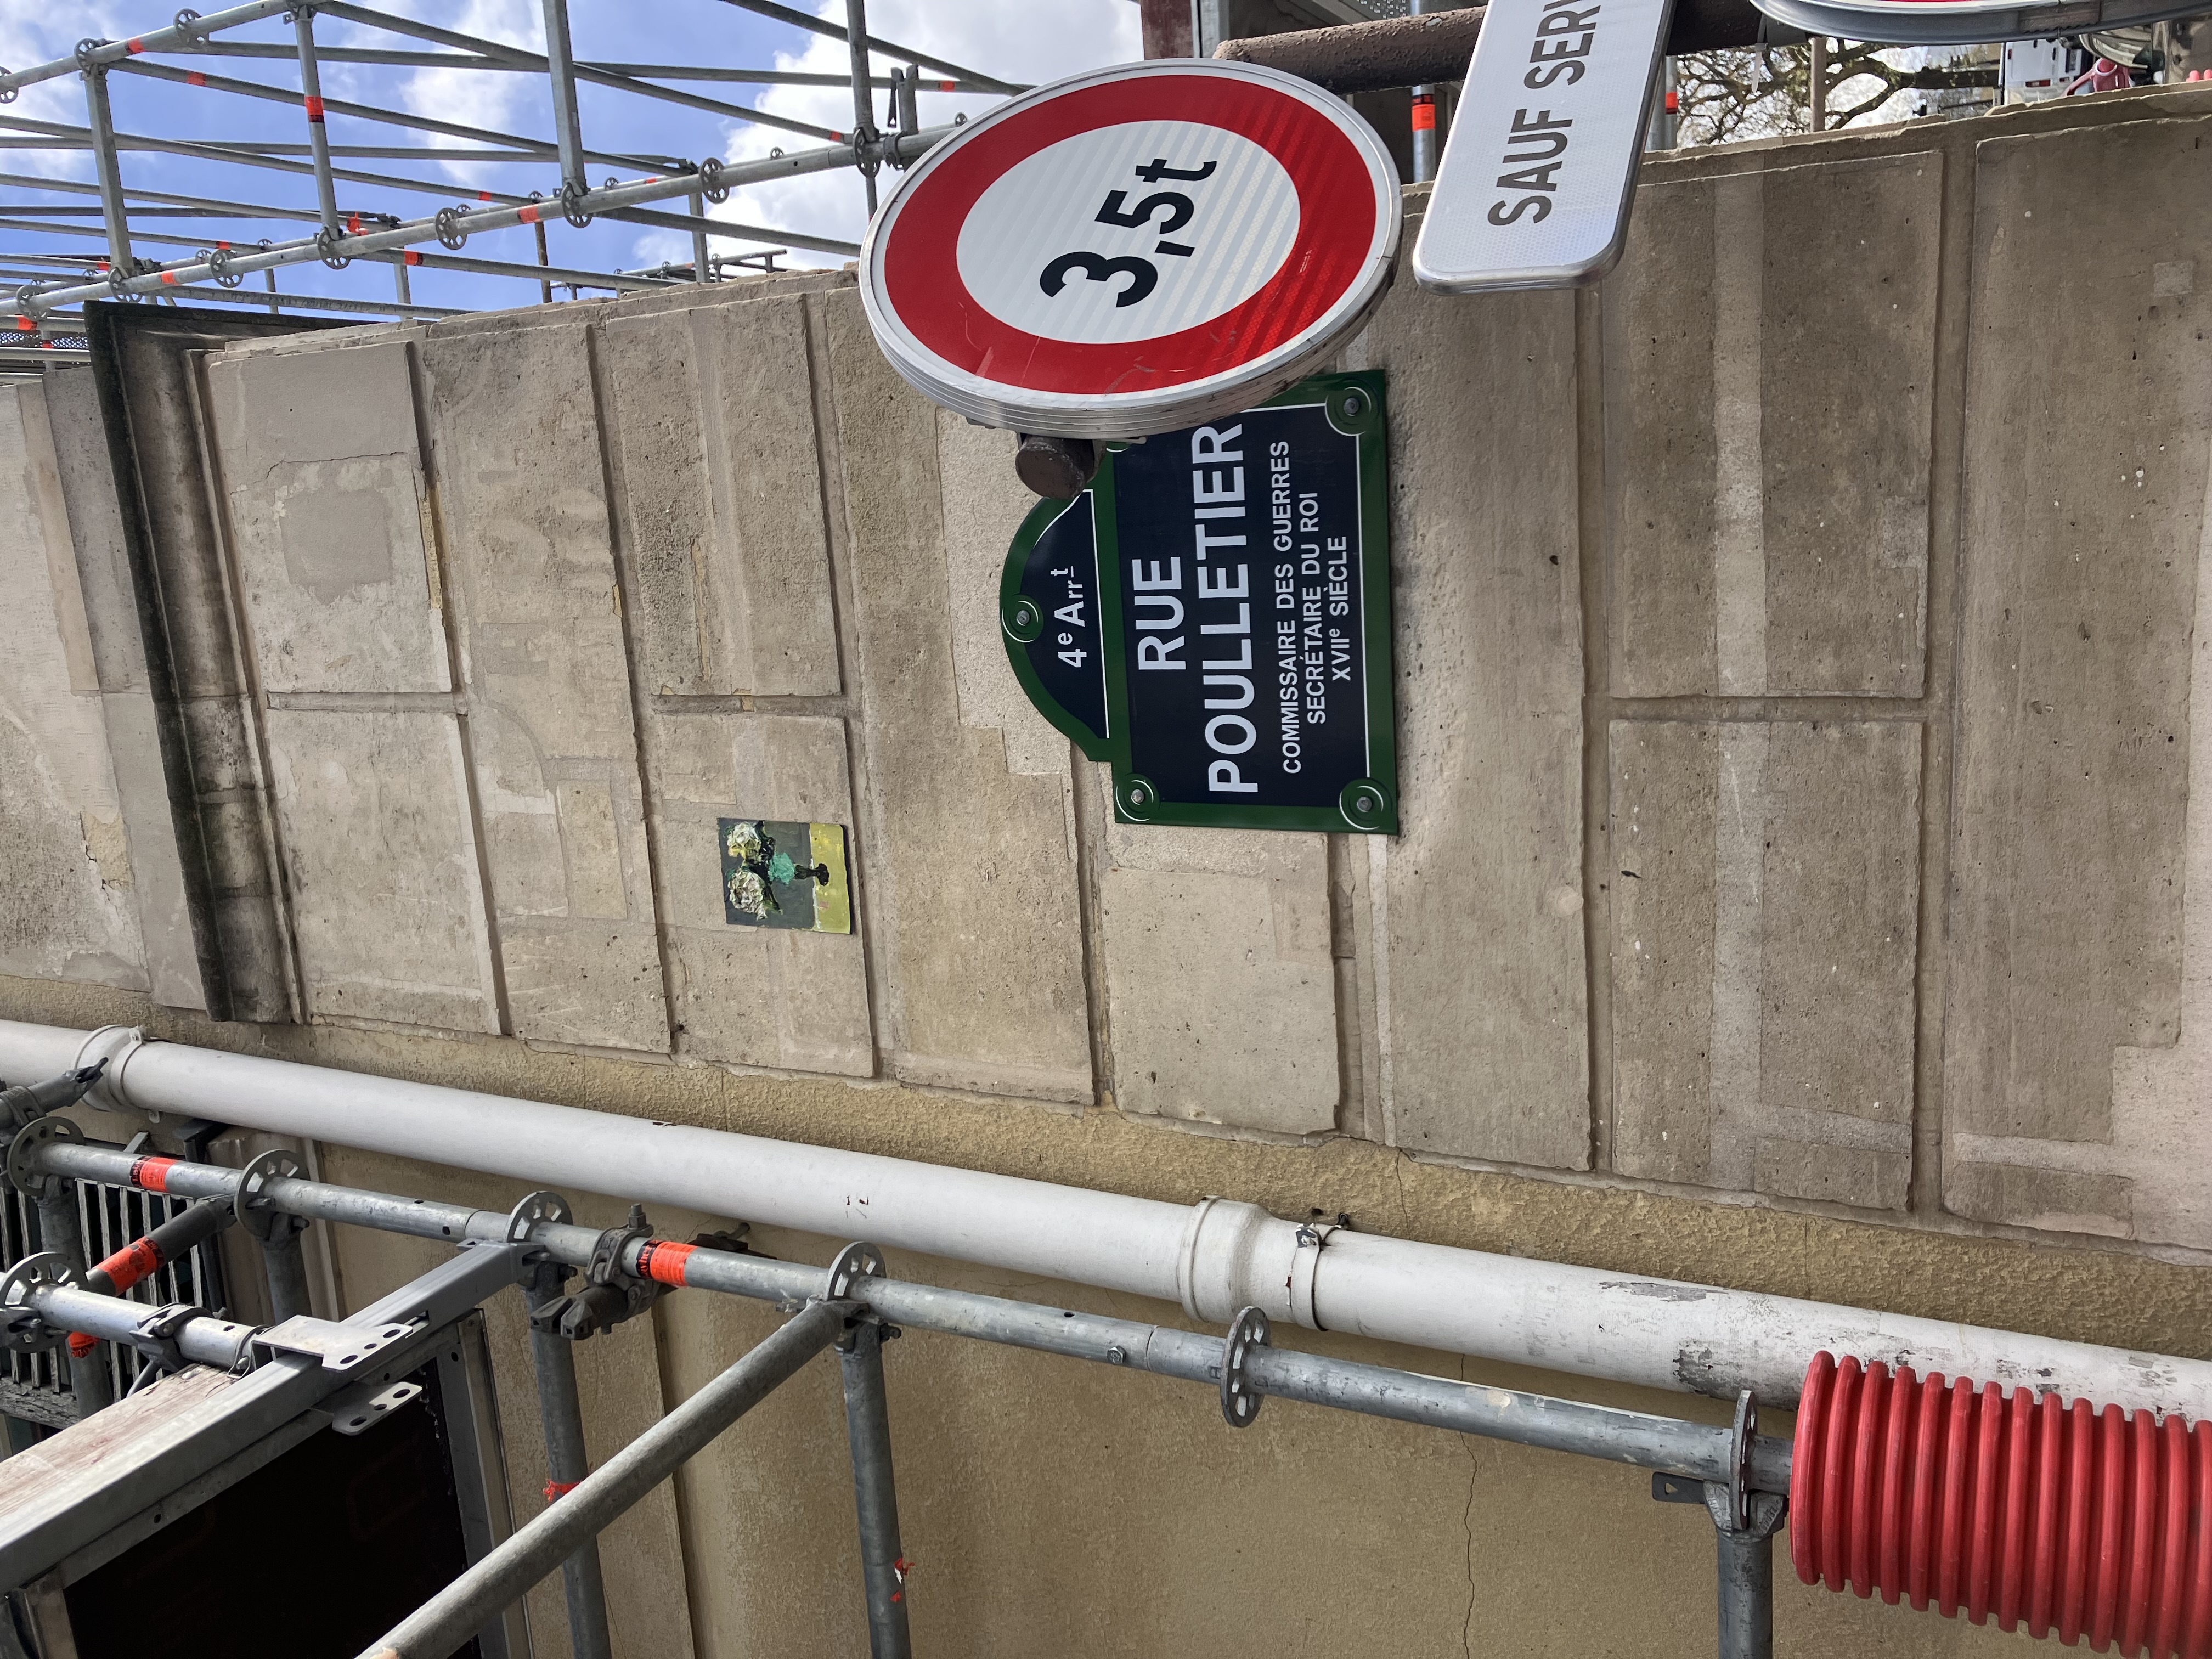 3,5t
SAUF SERV
4e Arrt
RUE
POULLETIER
COMMISSAIRE DES GUERRES
SECRÉTAIRE DU ROI
XVIIe SIÈCLE